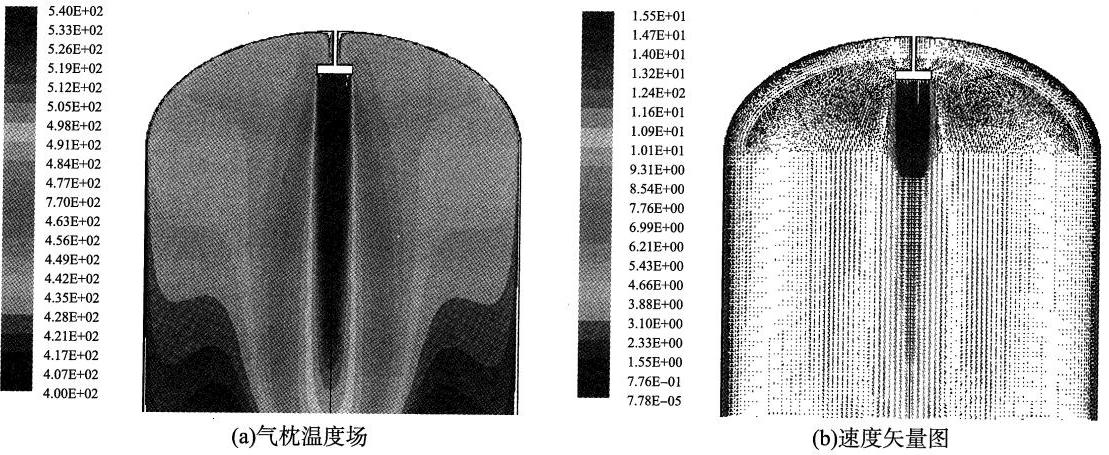 5.40E+02
5.33E+02
5.26E+02
5.19E+02
5.12E+02
5.05E+02
4.98E+02
4.91E+02
4.84E+02
4.77E+02
7.70E+02
4.63E+02
4.56E+02
4.49E+02
4.42E+02
4.35E+02
4.28E+02
4.21E+02
4.17E+02
4.07E+02
4.00E+02
(a)气枕温度场
1.55E+01
1.47E+01
1.40E+01
1.32E+01
1.24E+02
1.16E+01
1.09E+01
1.01E+01
9.31E+00
8.54E+00
7.76E+00
6.99E+00
6.21E+00
5.43E+00
4.66E+00
3.88E+00
3.10E+00
2.33E+00
1.55E+00
7.76E−01
7.78E−05
(b)速度矢量图